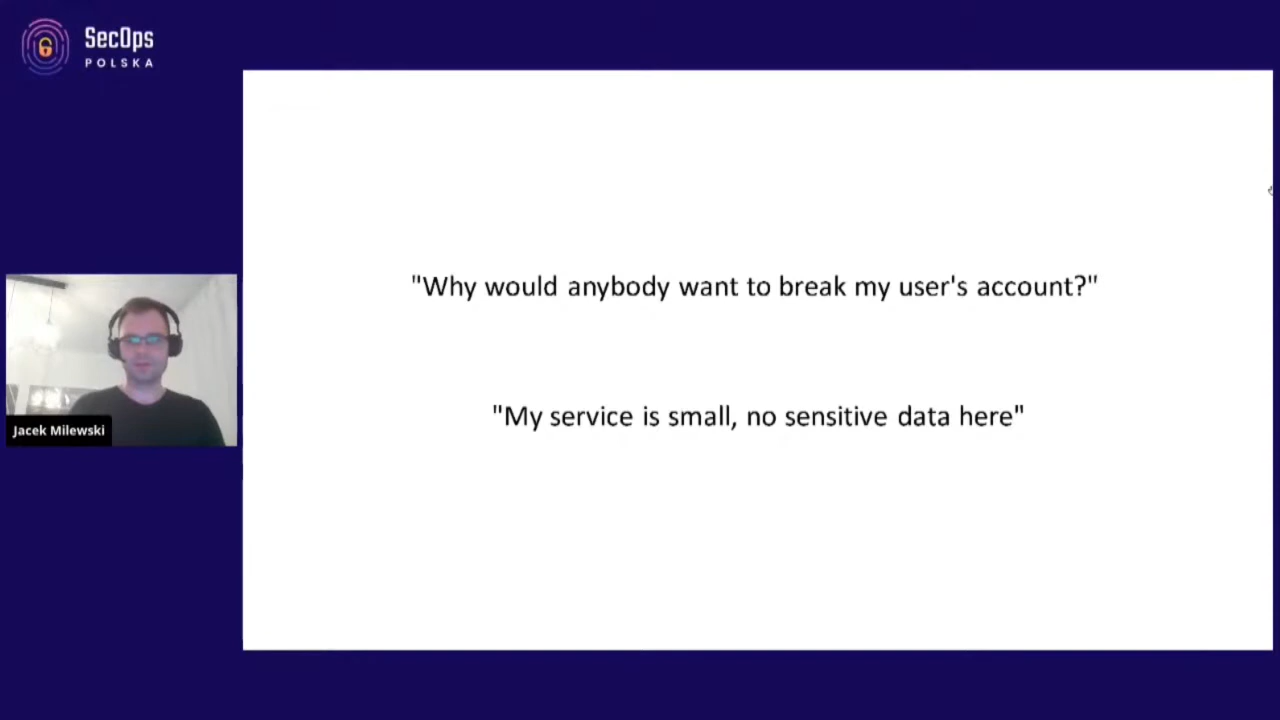 SecOps
POLSKA
"Why would anybody want to break my user's account?"
"My service is small, no sensitive data here"
Jacek Milewski